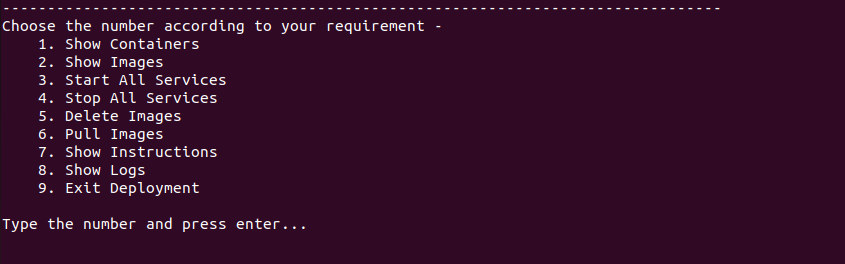 --------------------------------------------------------------------------------
Choose the number according to your requirement -
1. Show Containers
2. Show Images
3. Start All Services
4. Stop All Services
5. Delete Images
6. Pull Images
7. Show Instructions
8. Show Logs
9. Exit Deployment
Type the number and press enter...